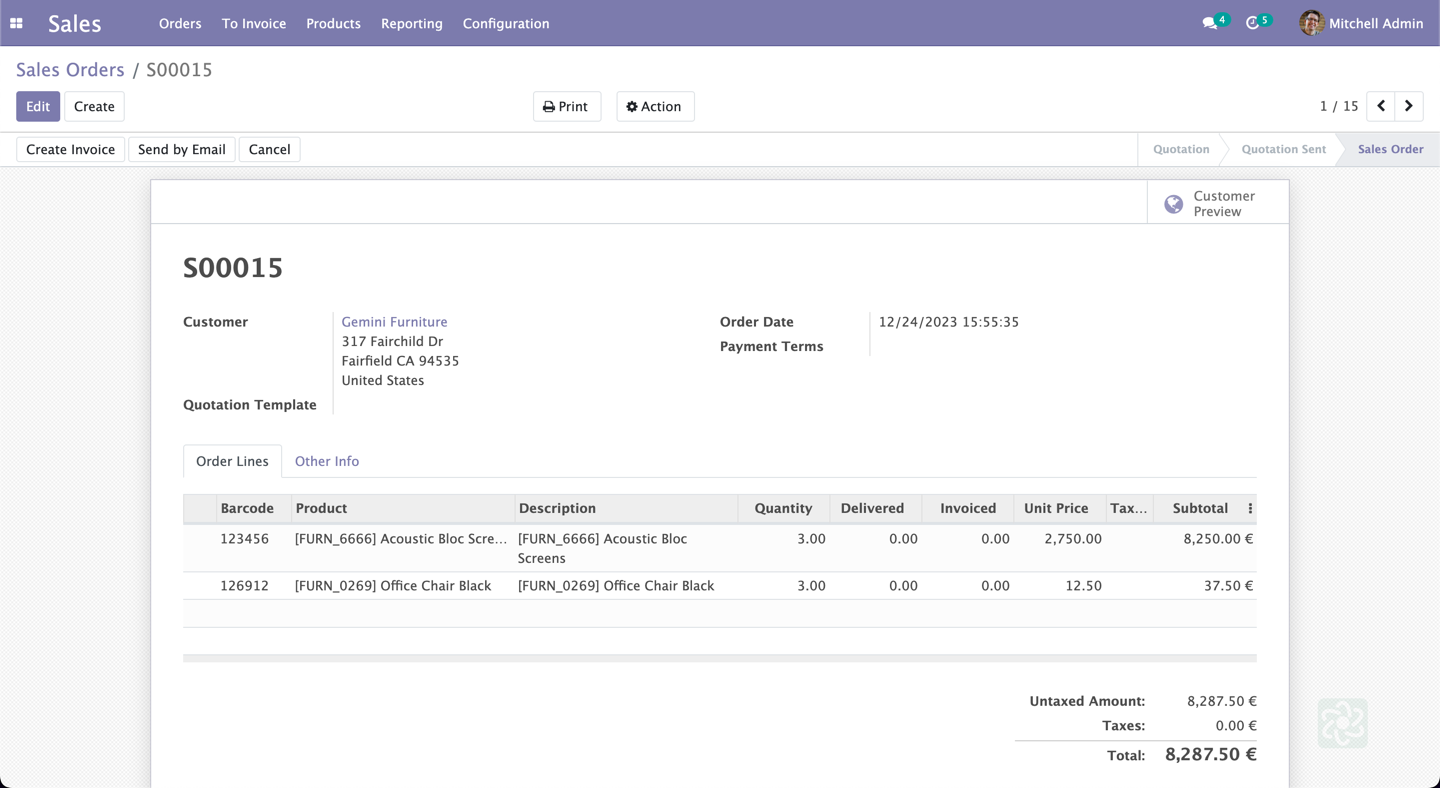 Sales Orders To Invoice Products Reporting Configuration 4 5 Mitchell Admin
Sales Orders / S00015
Edit Create Print Action 1 / 15
Create Invoice Send by Email Cancel Quotation Quotation Sent Sales Order
Customer
Preview
S00015
Customer Gemini Furniture Order Date 12/24/2023 15:55:35
317 Fairchild Dr Payment Terms
Fairfield CA 94535
United States
Quotation Template
Order Lines Other Info
Barcode Product Description Quantity Delivered Invoiced Unit Price Tax... Subtotal
123456 [FURN_6666] Acoustic Bloc Scre... [FURN_6666] Acoustic Bloc 3.00 0.00 0.00 2,750.00 8,250.00 €
Screens
126912 [FURN_0269] Office Chair Black [FURN_0269] Office Chair Black 3.00 0.00 0.00 12.50 37.50 €
Untaxed Amount: 8,287.50 €
Taxes: 0.00 €
Total: 8,287.50 €